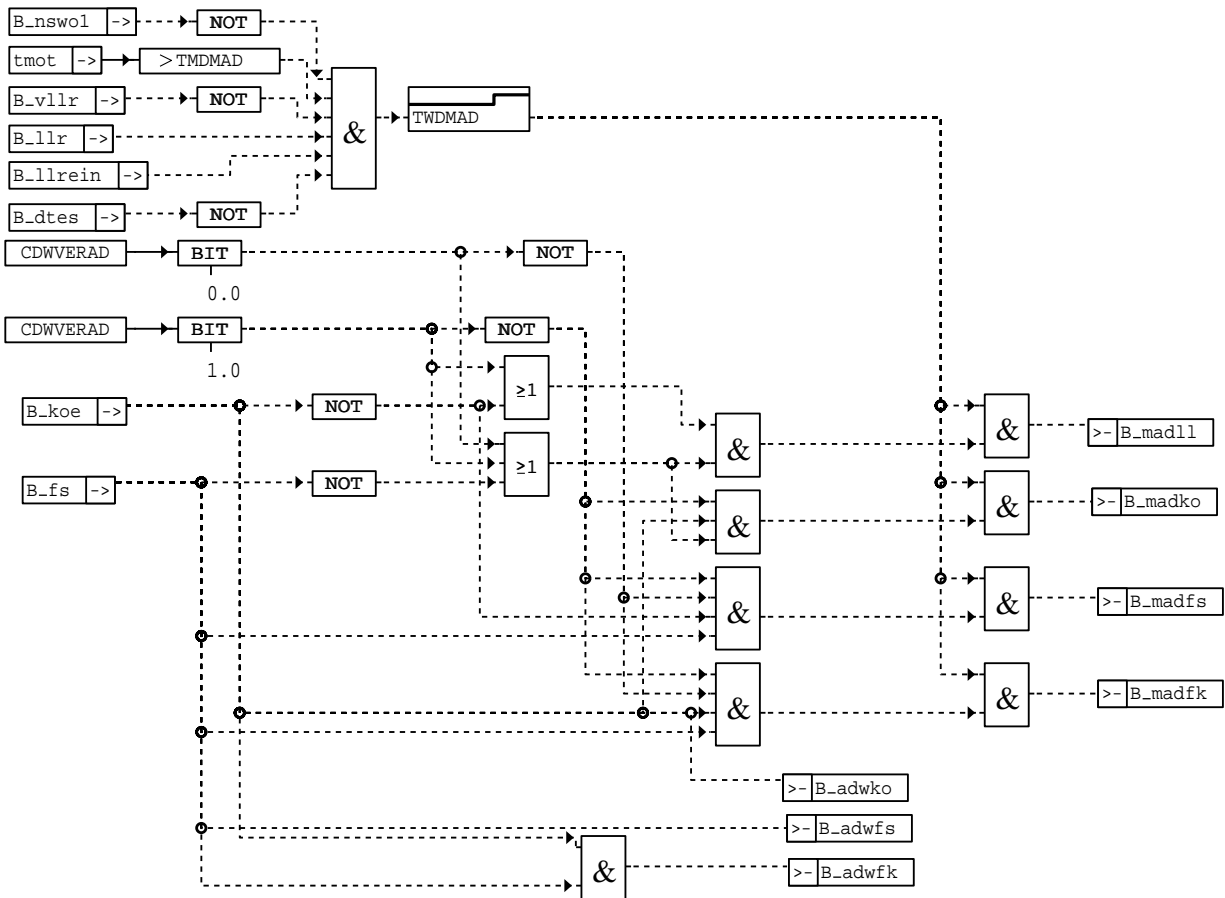 B_nswol -> NOT
tmot -> >TMDMAD
B_vllr -> NOT
TWDMAD
B_llr ->
&
B_llrein ->
B_dtes -> NOT
CDWVERAD BIT NOT
0.0
CDWVERAD BIT NOT
1.0
≥1
B_koe -> NOT
& & >- B_madll
≥1
B_fs -> NOT
& & >- B_madko
& & >- B_madfs
& & >- B_madfk
>- B_adwko
>- B_adwfs
& >- B_adwfk